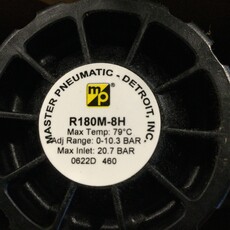 MASTER PNEUMATIC - DETROIT, INC.
mp
R180M-8H
Max Temp: 79°C
Adj Range: 0-10.3 BAR
Max Inlet: 20.7 BAR
0622D 460